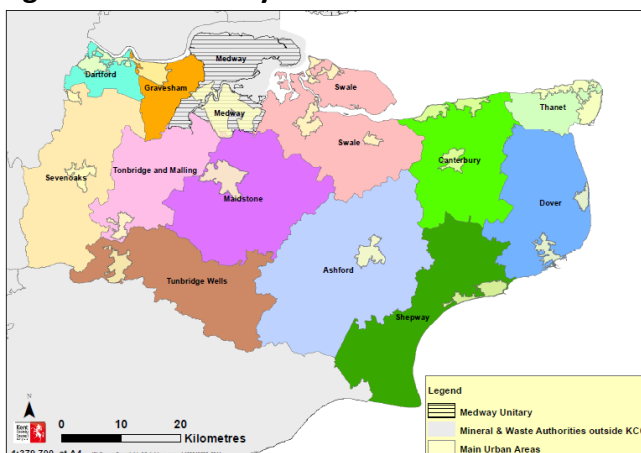 Medway
Dartford
Gravesham
Swale
Medway
Thanet
Swale
Canterbury
Tonbridge and Malling
Sevenoaks
Maidstone
Dover
Tunbridge Wells
Ashford
Shepway
N
0 10 20
Kilometres
Legend
Medway Unitary
Mineral & Waste Authorities outside KCC
Main Urban Areas